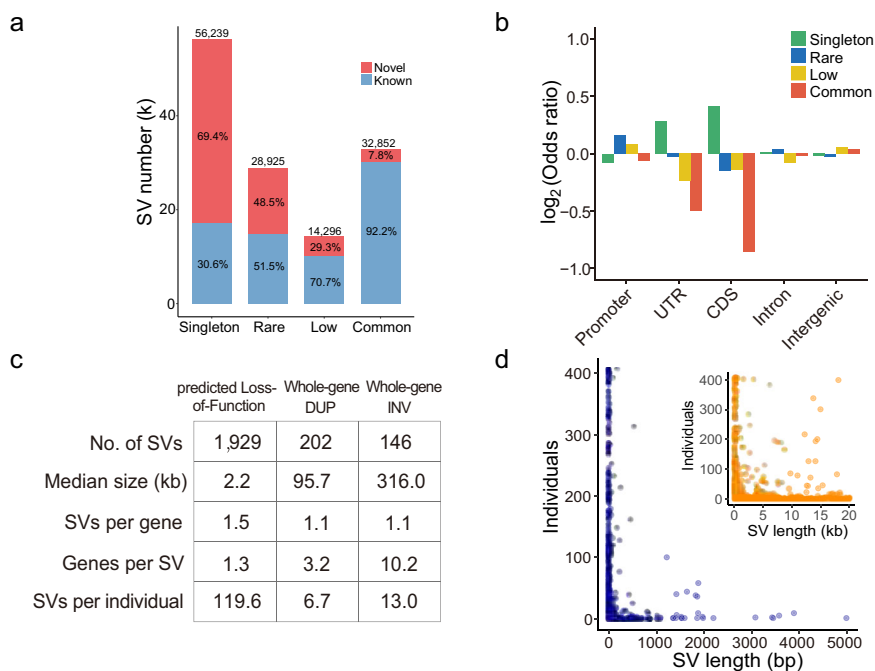 a
56,239
Novel
Known
40
20
0
SV number (k)
69.4%
30.6%
28,925
48.5%
51.5%
14,296
29.3%
70.7%
32,852
7.8%
92.2%
Singleton Rare Low Common
b
1.0
0.5
0.0
−0.5
−1.0
log2(Odds ratio)
Singleton
Rare
Low
Common
Promoter
UTR
CDS
Intron
Intergenic
c
predicted Loss- Whole-gene Whole-gene
of-Function DUP INV
No. of SVs 1,929 202 146
Median size (kb) 2.2 95.7 316.0
SVs per gene 1.5 1.1 1.1
Genes per SV 1.3 3.2 10.2
SVs per individual 119.6 6.7 13.0
d
400
300
200
100
0
Individuals
0 1000 2000 3000 4000 5000
SV length (bp)
400
300
200
100
0
Individuals
0 5 10 15 20
SV length (kb)